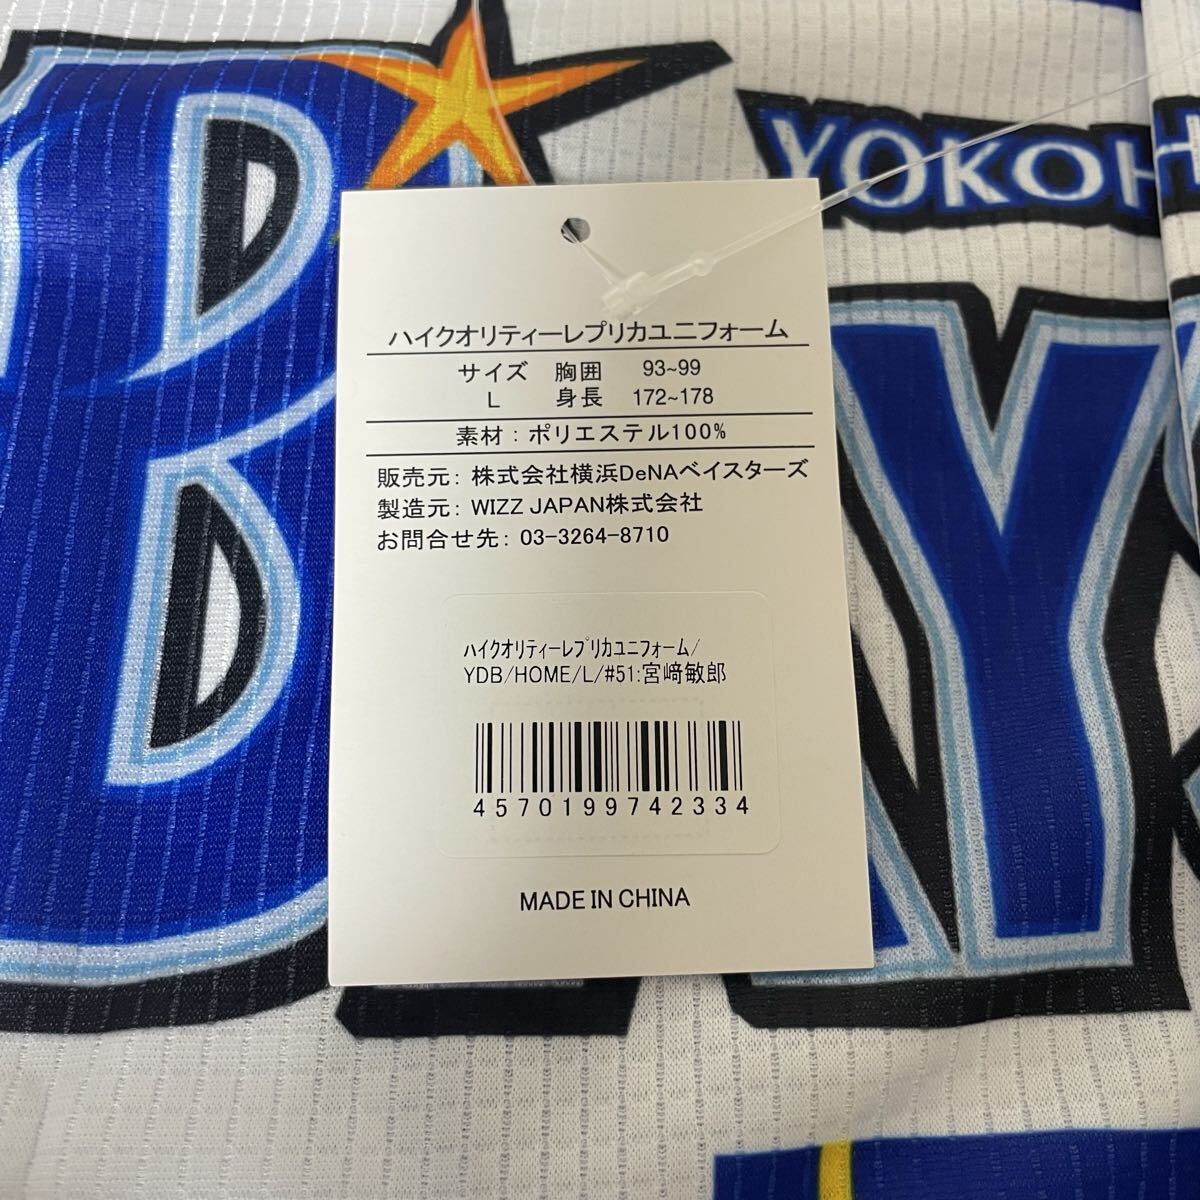 YOKOH
B
Y
ハイクオリティーレプリカユニフォーム
サイズ 胸囲 93~99
L 身長 172~178
素材：ポリエステル100%
販売元：株式会社横浜DeNAベイスターズ
製造元：WIZZ JAPAN株式会社
お問合せ先：03-3264-8710
ﾊｲｸｵﾘﾃｨｰﾚﾌﾟﾘｶﾕﾆﾌｫｰﾑ/
YDB/HOME/L/#51:宮﨑敏郎
4570199742334
MADE IN CHINA